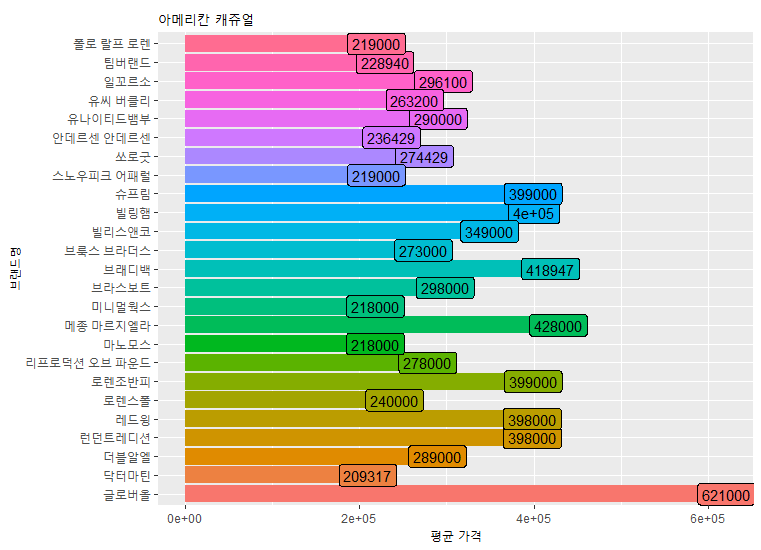 아메리칸 캐쥬얼
브랜드명
폴로 랄프 로렌 219000
팀버랜드 228940
일꼬르소 296100
유씨 버클리 263200
유나이티드뱀부 290000
안데르센 안데르센 236429
쏘로굿 274429
스노우피크 어패럴 219000
슈프림 399000
빌링햄 4e+05
빌리스앤코 349000
브룩스 브라더스 273000
브래디백 418947
브라스보트 298000
미니멀웍스 218000
메종 마르지엘라 428000
마노모스 218000
리프로덕션 오브 파운드 278000
로렌조반피 399000
로렌스폴 240000
레드윙 398000
런던트레디션 398000
더블알엘 289000
닥터마틴 209317
글로버올 621000
0e+00 2e+05 4e+05 6e+05
평균 가격